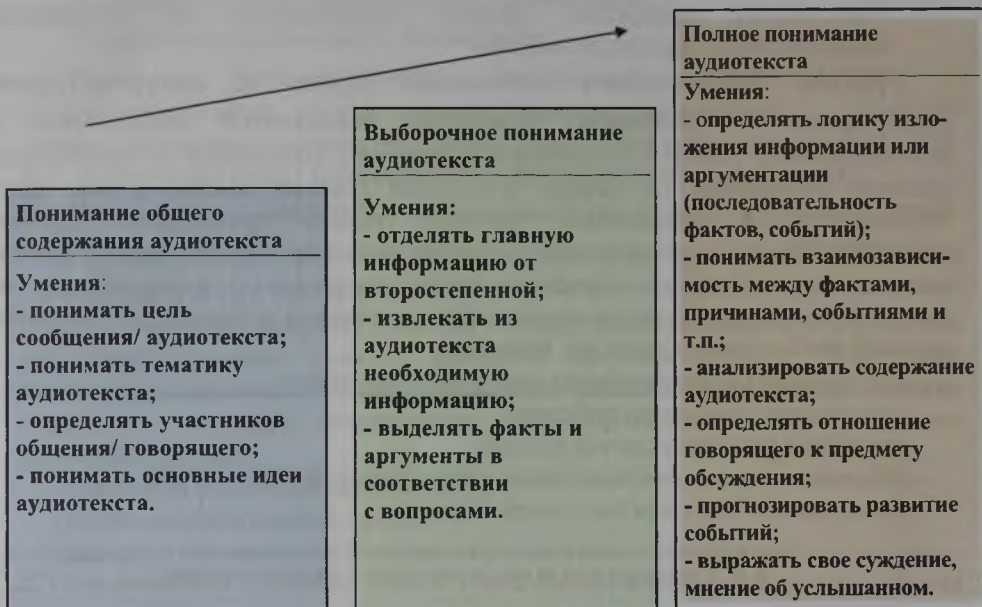 Понимание общего
содержания аудиотекста
Умения:
- понимать цель
сообщения/ аудиотекста;
- понимать тематику
аудиотекста;
- определять участников
общения/ говорящего;
- понимать основные идеи
аудиотекста.
Выборочное понимание
аудиотекста
Умения:
- отделять главную
информацию от
второстепенной;
- извлекать из
аудиотекста
необходимую
информацию;
- выделять факты и
аргументы в
соответствии
с вопросами.
Полное понимание
аудиотекста
Умения:
- определять логику изло-
жения информации или
аргументации
(последовательность
фактов, событий);
- понимать взаимозависи-
мость между фактами,
причинами, событиями и
т.п.;
- анализировать содержание
аудиотекста;
- определять отношение
говорящего к предмету
обсуждения;
- прогнозировать развитие
событий;
- выражать свое суждение,
мнение об услышанном.